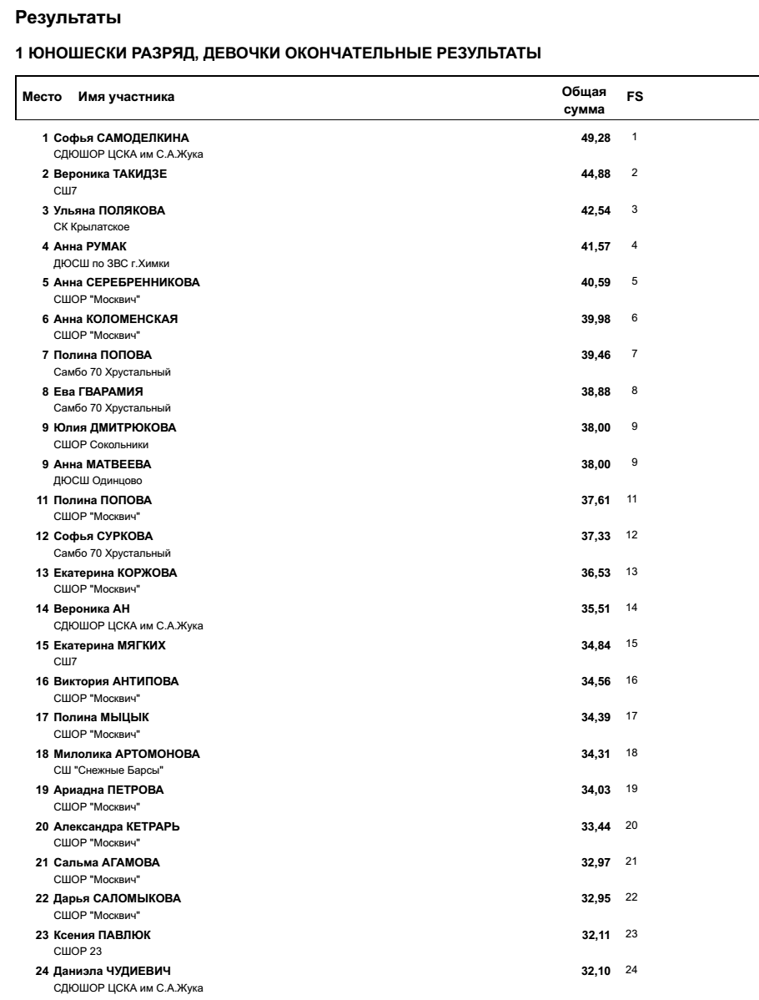 Результаты
1 ЮНОШЕСКИ РАЗРЯД, ДЕВОЧКИ ОКОНЧАТЕЛЬНЫЕ РЕЗУЛЬТАТЫ
Место Имя участника Общая сумма FS
1 Софья САМОДЕЛКИНА 49,28 1
СДЮШОР ЦСКА им С.А.Жука
2 Вероника ТАКИДЗЕ 44,88 2
СШ7
3 Ульяна ПОЛЯКОВА 42,54 3
СК Крылатское
4 Анна РУМАК 41,57 4
ДЮСШ по ЗВС г.Химки
5 Анна СЕРЕБРЕННИКОВА 40,59 5
СШОР "Москвич"
6 Анна КОЛОМЕНСКАЯ 39,98 6
СШОР "Москвич"
7 Полина ПОПОВА 39,46 7
Самбо 70 Хрустальный
8 Ева ГВАРАМИЯ 38,88 8
Самбо 70 Хрустальный
9 Юлия ДМИТРЮКОВА 38,00 9
СШОР Сокольники
9 Анна МАТВЕЕВА 38,00 9
ДЮСШ Одинцово
11 Полина ПОПОВА 37,61 11
СШОР "Москвич"
12 Софья СУРКОВА 37,33 12
Самбо 70 Хрустальный
13 Екатерина КОРЖОВА 36,53 13
СШОР "Москвич"
14 Вероника АН 35,51 14
СДЮШОР ЦСКА им С.А.Жука
15 Екатерина МЯГКИХ 34,84 15
СШ7
16 Виктория АНТИПОВА 34,56 16
СШОР "Москвич"
17 Полина МЫЦЫК 34,39 17
СШОР "Москвич"
18 Милолика АРТОМОНОВА 34,31 18
СШ "Снежные Барсы"
19 Ариадна ПЕТРОВА 34,03 19
СШОР "Москвич"
20 Александра КЕТРАРЬ 33,44 20
СШОР "Москвич"
21 Сальма АГАМОВА 32,97 21
СШОР "Москвич"
22 Дарья САЛОМЫКОВА 32,95 22
СШОР "Москвич"
23 Ксения ПАВЛЮК 32,11 23
СШОР 23
24 Даниэла ЧУДИЕВИЧ 32,10 24
СДЮШОР ЦСКА им С.А.Жука